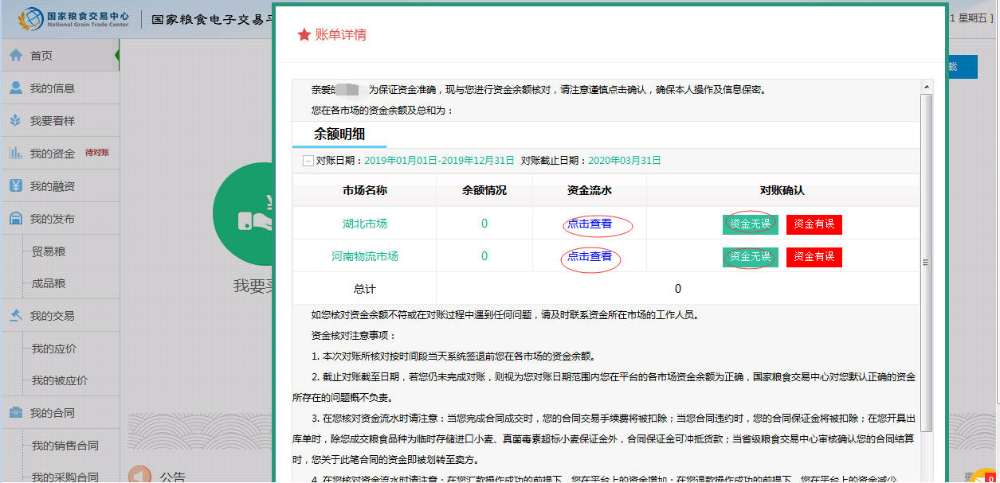 国家粮食交易中心
National Grain Trade Center
国家粮食电子交易平
1 星期五 ]
首页
我的信息
我要看样
我的资金 待对账
我的融资
我的发布
贸易粮
成品粮
我的交易
我的应价
我的被应价
我的合同
我的销售合同
我的采购合同
我要买
公告
载
账单详情
亲爱的 为保证资金准确，现与您进行资金余额核对，请注意谨慎点击确认，确保本人操作及信息保密。
您在各市场的资金余额及总和为：
余额明细
对账日期：2019年01月01日-2019年12月31日 对账截止日期：2020年03月31日
市场名称 余额情况 资金流水 对账确认
湖北市场 0 点击查看 资金无误 资金有误
河南物流市场 0 点击查看 资金无误 资金有误
总计 0
如您核对资金余额不符或在对账过程中遇到任何问题，请及时联系资金所在市场的工作人员。
资金核对注意事项：
1. 本次对账所核对按时间段当天系统签退前您在各市场的资金余额。
2. 截止对账截至日期，若您仍未完成对账，则视为您对账日期范围内您在平台的各市场资金余额为正确，国家粮食交易中心对您默认正确的资金
所存在的问题概不负责。
3. 在您核对资金流水时请注意：当您完成合同成交时，您的合同交易手续费将被扣除；当您合同违约时，您的合同保证金将被扣除；在您开具出
库单时，除您成交粮食品种为临时存储进口小麦、真菌毒素超标小麦保证金外，合同保证金可冲抵货款；当省级粮食交易中心审核确认您的合同结算
时，您关于此笔合同的资金即被划转至卖方。
4. 在您核对资金流水时请注意：在您汇款操作成功的前提下，您在平台上的资金增加；在您退款操作成功的前提下，您在平台上的资金减少。